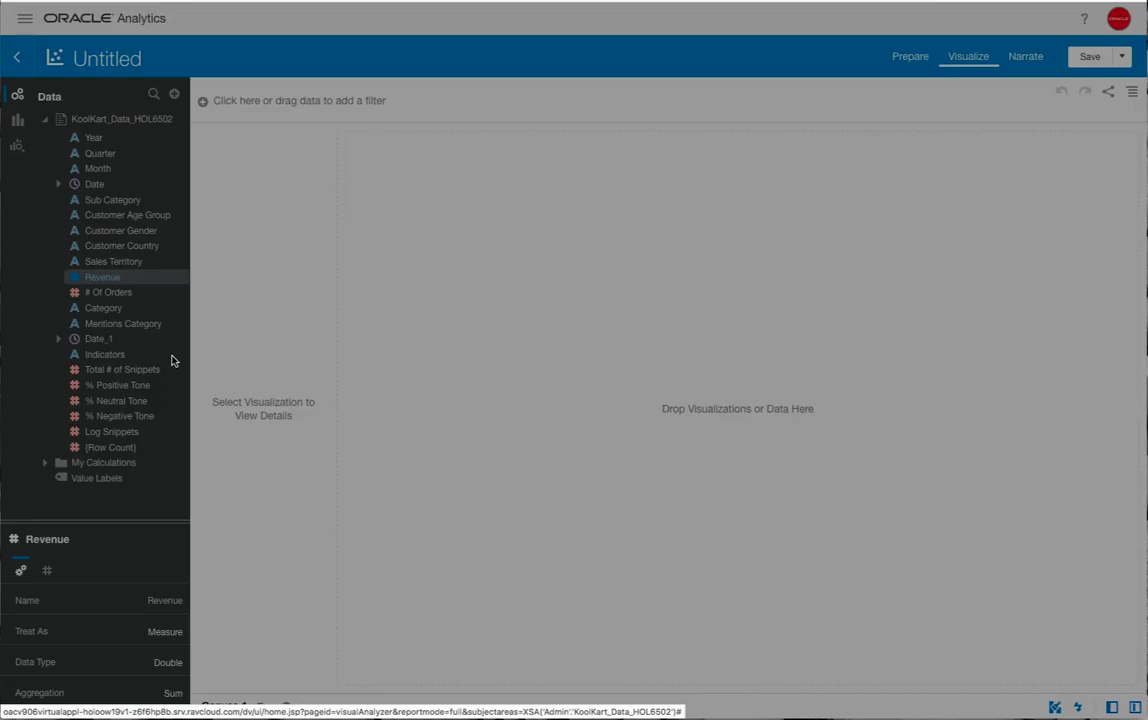 ORACLE Analytics
?
ORACLE
Untitled
Prepare
Visualize
Narrate
Save
Data
Click here or drag data to add a filter
KoolKart_Data_HOL6502
A Year
A Quarter
A Month
Date
A Sub Category
A Customer Age Group
A Customer Gender
A Customer Country
A Sales Territory
# Revenue
# # Of Orders
A Category
A Mentions Category
Date_1
A Indicators
# Total # of Snippets
# % Positive Tone
# % Neutral Tone
# % Negative Tone
# Log Snippets
# {Row Count}
My Calculations
Value Labels
Select Visualization to
View Details
Drop Visualizations or Data Here
# Revenue
#
Name Revenue
Treat As Measure
Data Type Double
Aggregation Sum
oacv906virtualappl-holoow19v1-z6f6hp8b.srv.ravcloud.com/dv/ui/home.jsp?pageid=visualAnalyzer&reportmode=full&subjectareas=XSA('Admin'.'KoolKart_Data_HOL6502')#